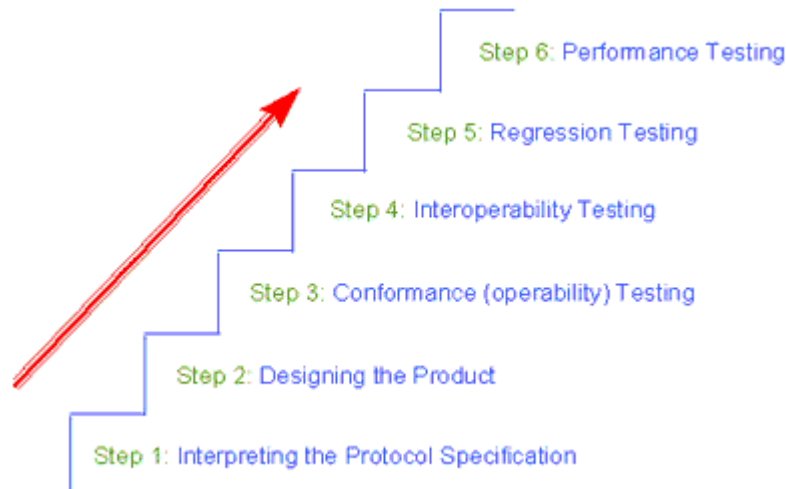 Step 6: Performance Testing
Step 5: Regression Testing
Step 4: Interoperability Testing
Step 3: Conformance (operability) Testing
Step 2: Designing the Product
Step 1: Interpreting the Protocol Specification